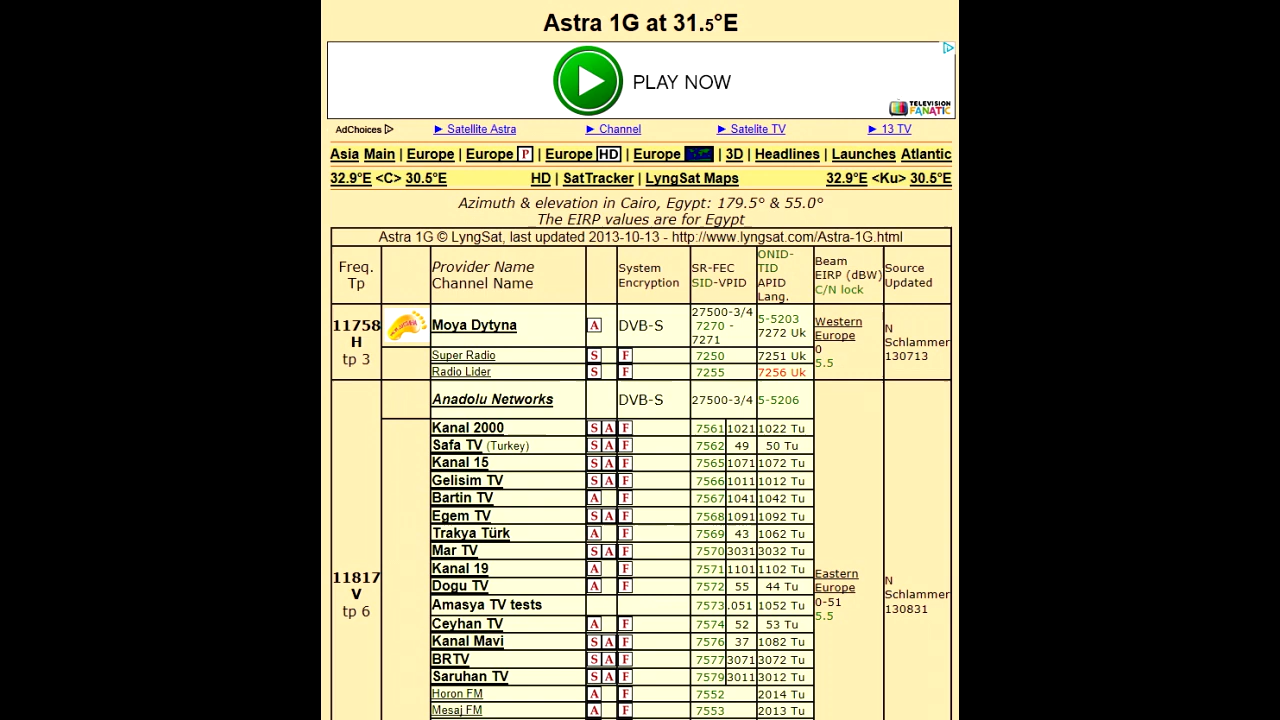 Astra 1G at 31.5°E
PLAY NOW
TELEVISION
FANATIC
AdChoices ► Satellite Astra ► Channel ► Satelite TV ► 13 TV
Asia Main | Europe | Europe P | Europe HD | Europe | 3D | Headlines | Launches Atlantic
32.9°E <C> 30.5°E HD | SatTracker | LyngSat Maps 32.9°E <Ku> 30.5°E
Azimuth & elevation in Cairo, Egypt: 179.5° & 55.0°
The EIRP values are for Egypt
Astra 1G © LyngSat, last updated 2013-10-13 - http://www.lyngsat.com/Astra-1G.html
Freq.
Tp
Provider Name
Channel Name
System
Encryption
SR-FEC
SID-VPID
ONID-
TID
APID
Lang.
Beam
EIRP (dBW)
C/N lock
Source
Updated
11758
H
tp 3
Moya Dytyna A DVB-S 27500-3/4
7270 -
7271
5-5203
7272 Uk
Western
Europe
0
5.5
N
Schlammer
130713
Super Radio S F 7250 7251 Uk
Radio Lider S F 7255 7256 Uk
11817
V
tp 6
Anadolu Networks DVB-S 27500-3/4 5-5206
Kanal 2000 S A F 7561 1021 1022 Tu
Safa TV (Turkey) S A F 7562 49 50 Tu
Kanal 15 S A F 7565 1071 1072 Tu
Gelisim TV S A F 7566 1011 1012 Tu
Bartin TV A F 7567 1041 1042 Tu
Egem TV S A F 7568 1091 1092 Tu
Trakya Türk A F 7569 43 1062 Tu
Mar TV S A F 7570 3031 3032 Tu
Kanal 19 A F 7571 1101 1102 Tu
Dogu TV A F 7572 55 44 Tu
Amasya TV tests 7573 .051 1052 Tu
Ceyhan TV A F 7574 52 53 Tu
Kanal Mavi S A F 7576 37 1082 Tu
BRTV S A F 7577 3071 3072 Tu
Saruhan TV S A F 7579 3011 3012 Tu
Horon FM A F 7552 2014 Tu
Mesaj FM A F 7553 2013 Tu
Eastern
Europe
0-51
5.5
N
Schlammer
130831